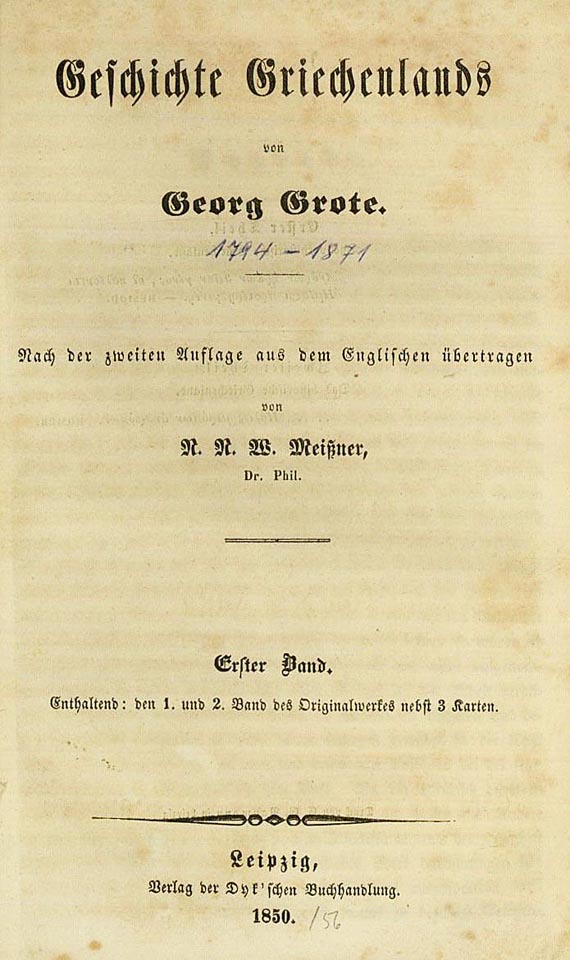 Geschichte Griechenlands
von
Georg Grote.
1794 – 1871
Nach der zweiten Auflage aus dem Englischen übertragen
von
N. N. W. Meißner,
Dr. Phil.
Erster Band.
Enthaltend: den 1. und 2. Band des Originalwerkes nebst 3 Karten.
Leipzig,
Verlag der Dyk'schen Buchhandlung.
1850. /56